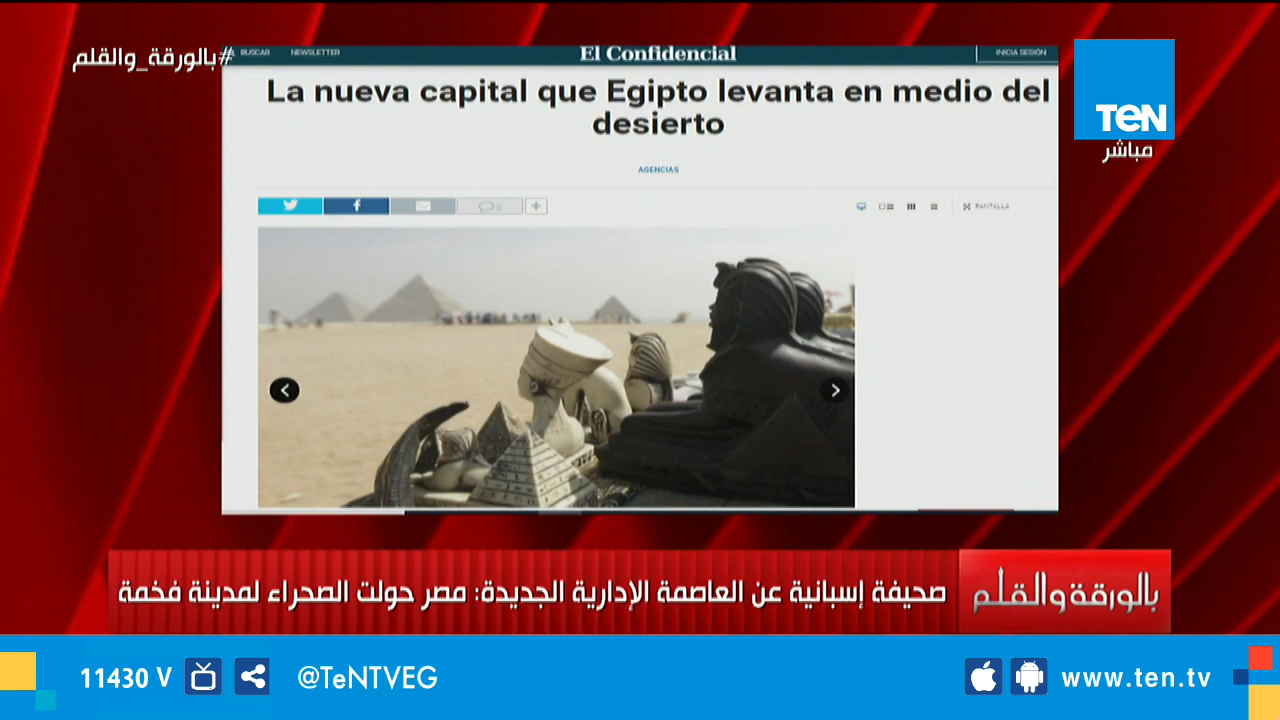 #بالورقة_والقلم
BUSCAR
NEWSLETTER
El Confidencial
INICIA SESIÓN
TeN
مباشر
La nueva capital que Egipto levanta en medio del
desierto
AGENCIAS
0
PANTALLA
بالورقة والقلم
صحيفة إسبانية عن العاصمة الإدارية الجديدة: مصر حولت الصحراء لمدينة فخمة
11430 V
@TeNTVEG
www.ten.tv